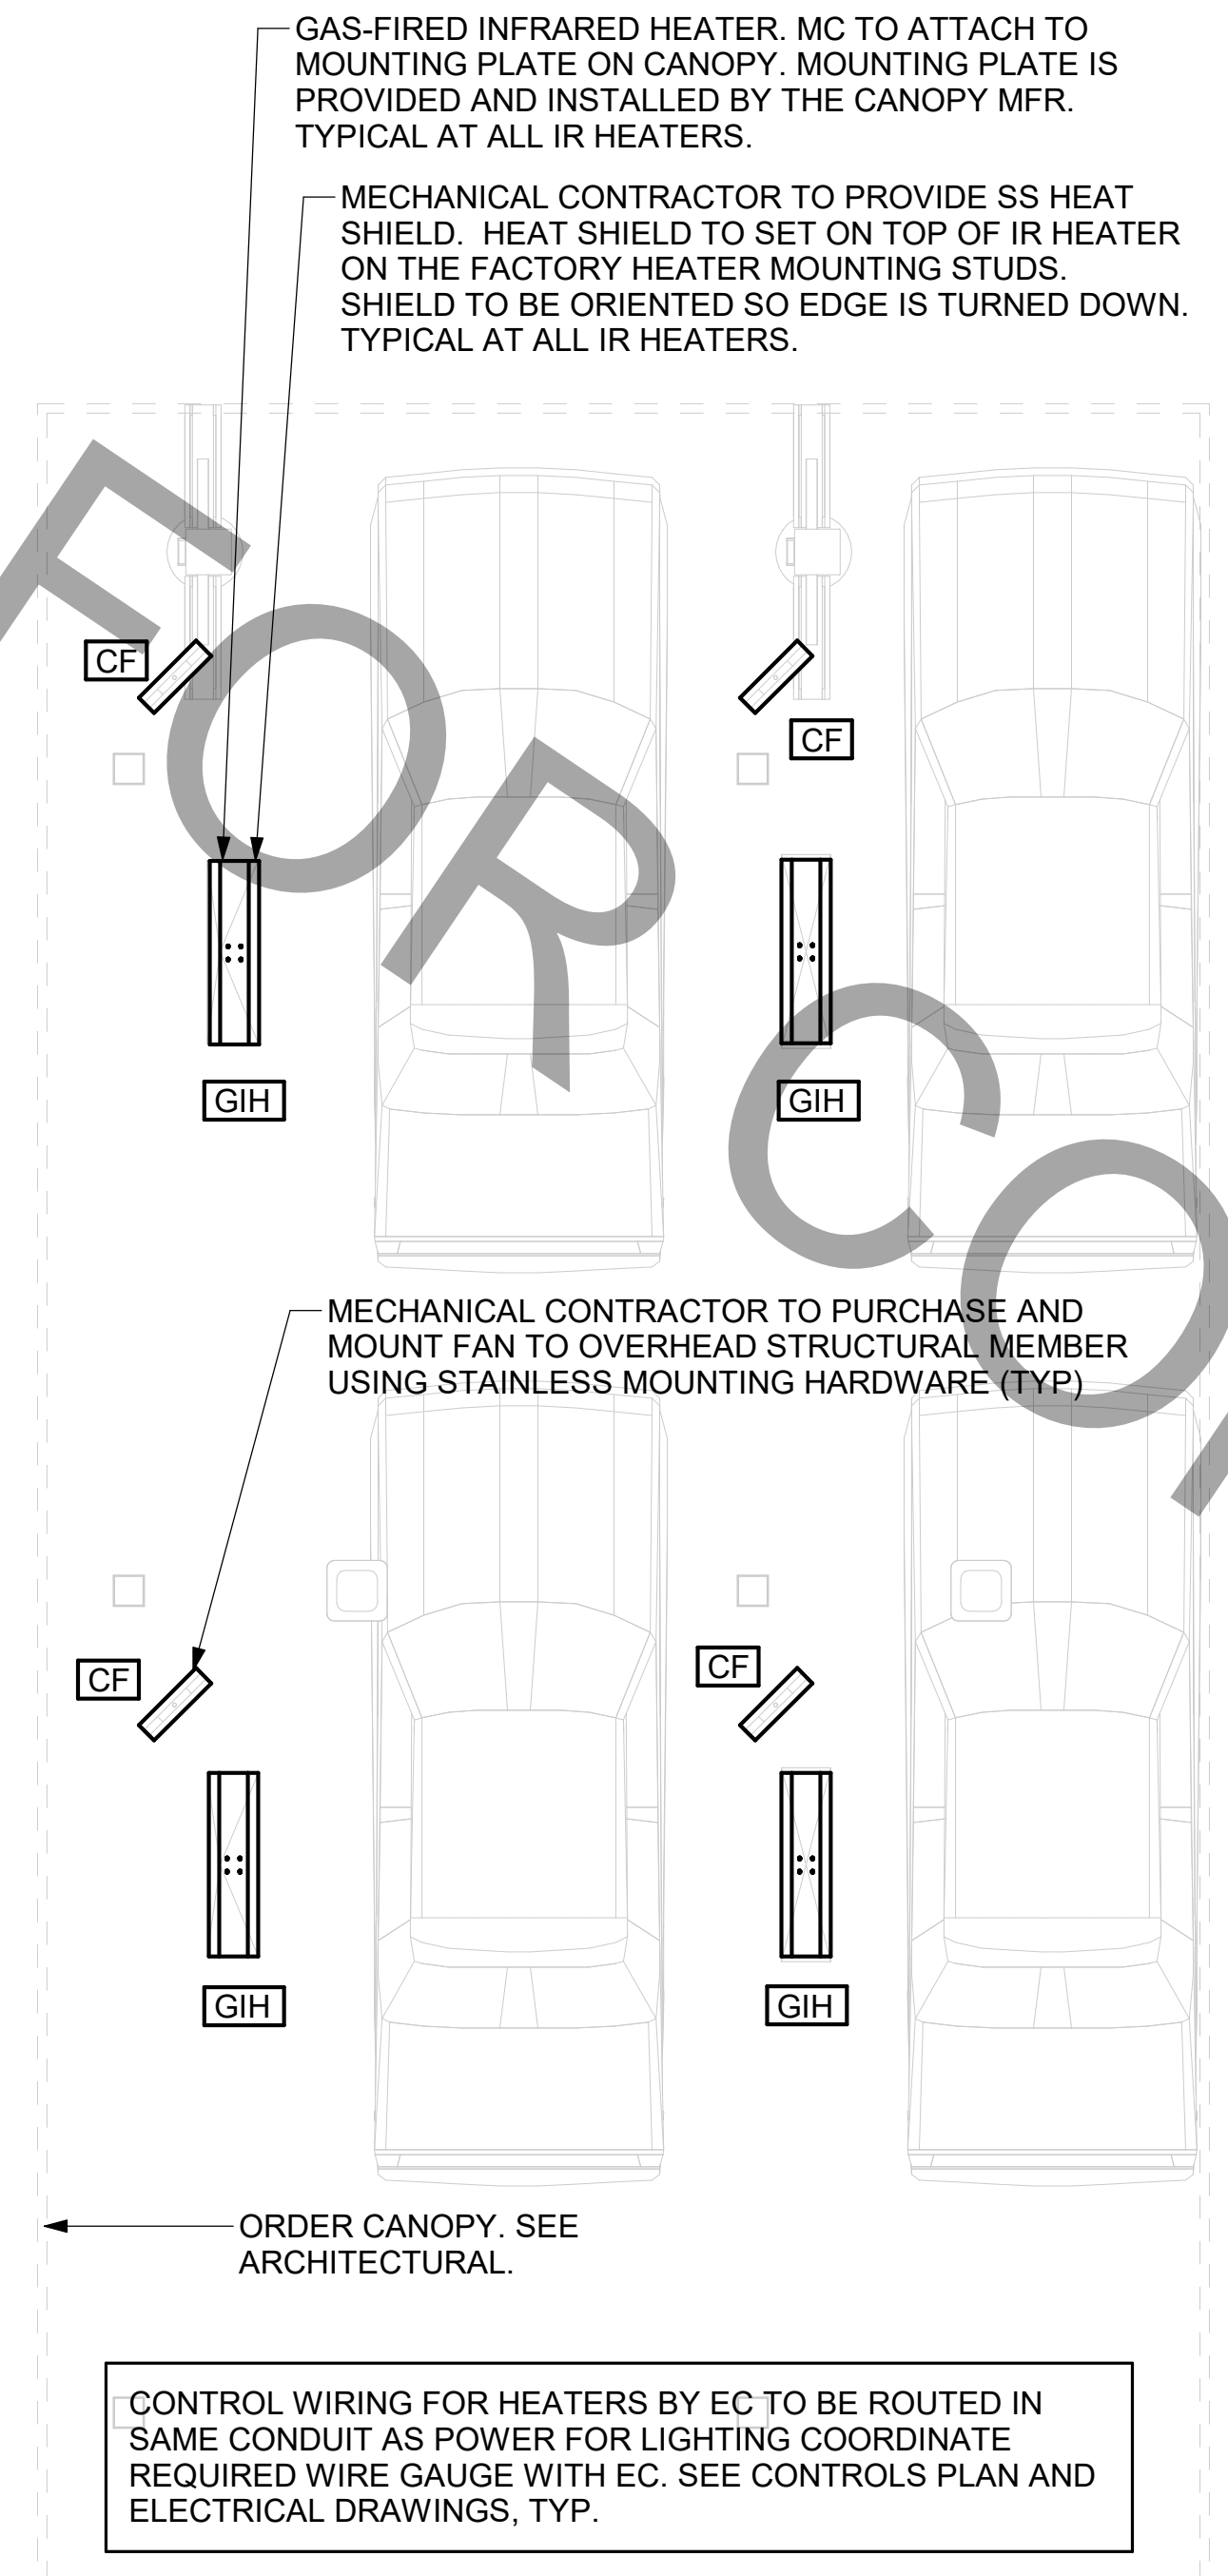 GAS-FIRED INFRARED HEATER. MC TO ATTACH TO
MOUNTING PLATE ON CANOPY. MOUNTING PLATE IS
PROVIDED AND INSTALLED BY THE CANOPY MFR.
TYPICAL AT ALL IR HEATERS.
MECHANICAL CONTRACTOR TO PROVIDE SS HEAT
SHIELD.  HEAT SHIELD TO SET ON TOP OF IR HEATER
ON THE FACTORY HEATER MOUNTING STUDS.
SHIELD TO BE ORIENTED SO EDGE IS TURNED DOWN.
TYPICAL AT ALL IR HEATERS.
FOR
CF
CF
GIH
GIH
MECHANICAL CONTRACTOR TO PURCHASE AND
MOUNT FAN TO OVERHEAD STRUCTURAL MEMBER
USING STAINLESS MOUNTING HARDWARE (TYP)
CF
CF
GIH
GIH
ORDER CANOPY. SEE
ARCHITECTURAL.
CONTROL WIRING FOR HEATERS BY EC TO BE ROUTED IN
SAME CONDUIT AS POWER FOR LIGHTING COORDINATE
REQUIRED WIRE GAUGE WITH EC. SEE CONTROLS PLAN AND
ELECTRICAL DRAWINGS, TYP.